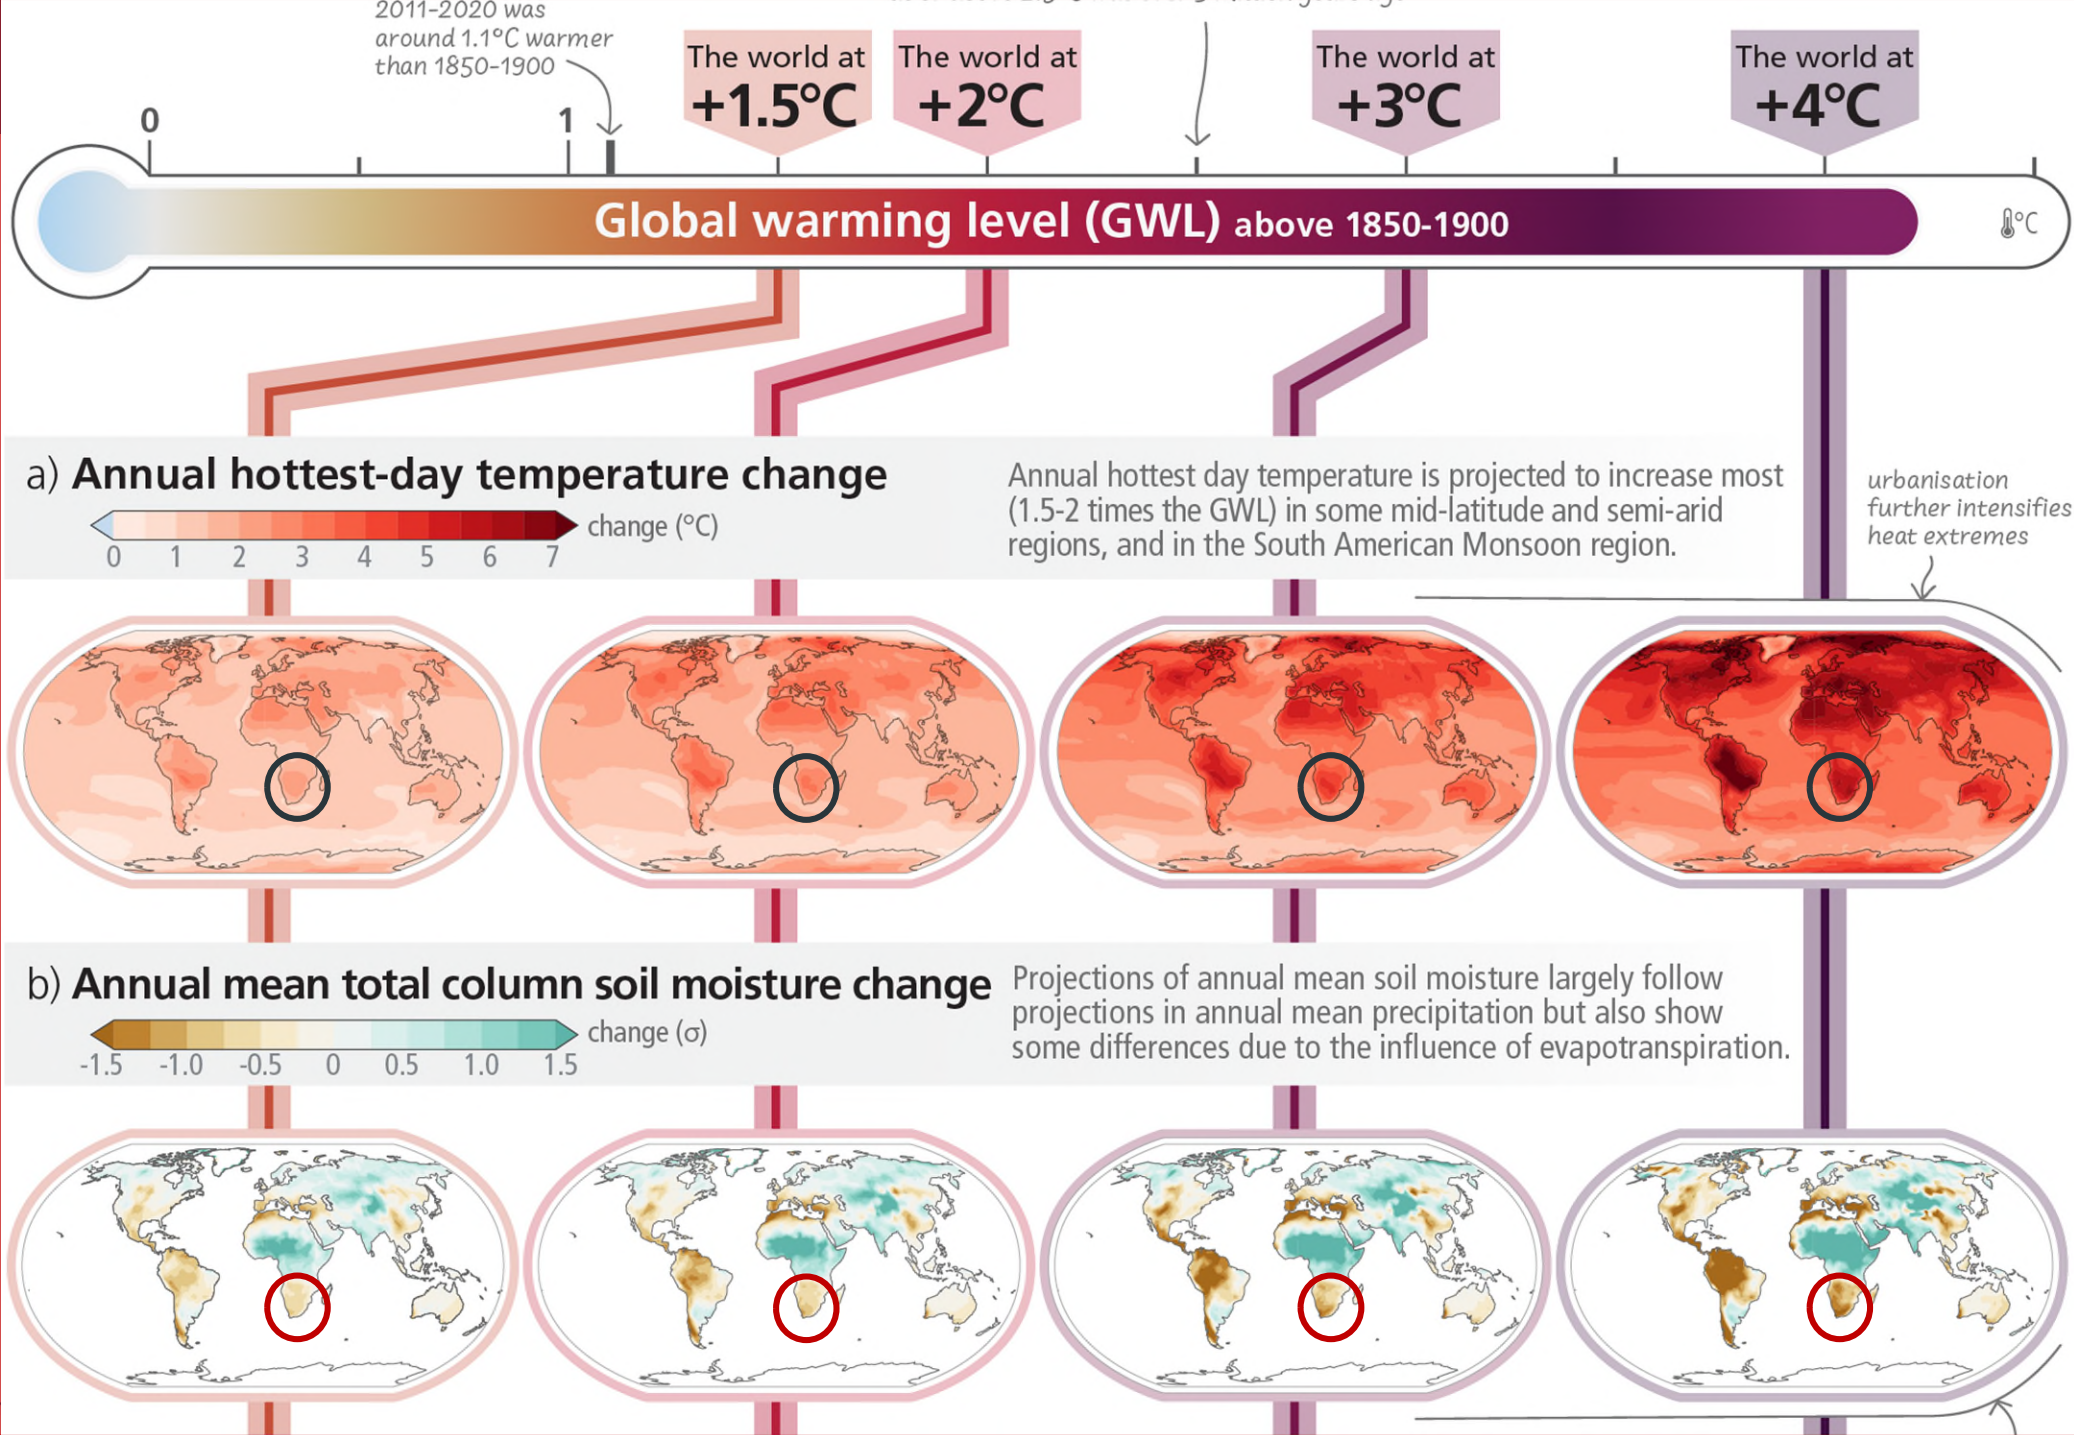 2011-2020 was
around 1.1°C warmer
than 1850-1900
The world at
+1.5°C
The world at
+2°C
The world at
+3°C
The world at
+4°C
0
1
Global warming level (GWL) above 1850-1900
°C
a) Annual hottest-day temperature change
change (°C)
0 1 2 3 4 5 6 7
Annual hottest day temperature is projected to increase most
(1.5-2 times the GWL) in some mid-latitude and semi-arid
regions, and in the South American Monsoon region.
urbanisation
further intensifies
heat extremes
b) Annual mean total column soil moisture change
change (σ)
-1.5 -1.0 -0.5 0 0.5 1.0 1.5
Projections of annual mean soil moisture largely follow
projections in annual mean precipitation but also show
some differences due to the influence of evapotranspiration.